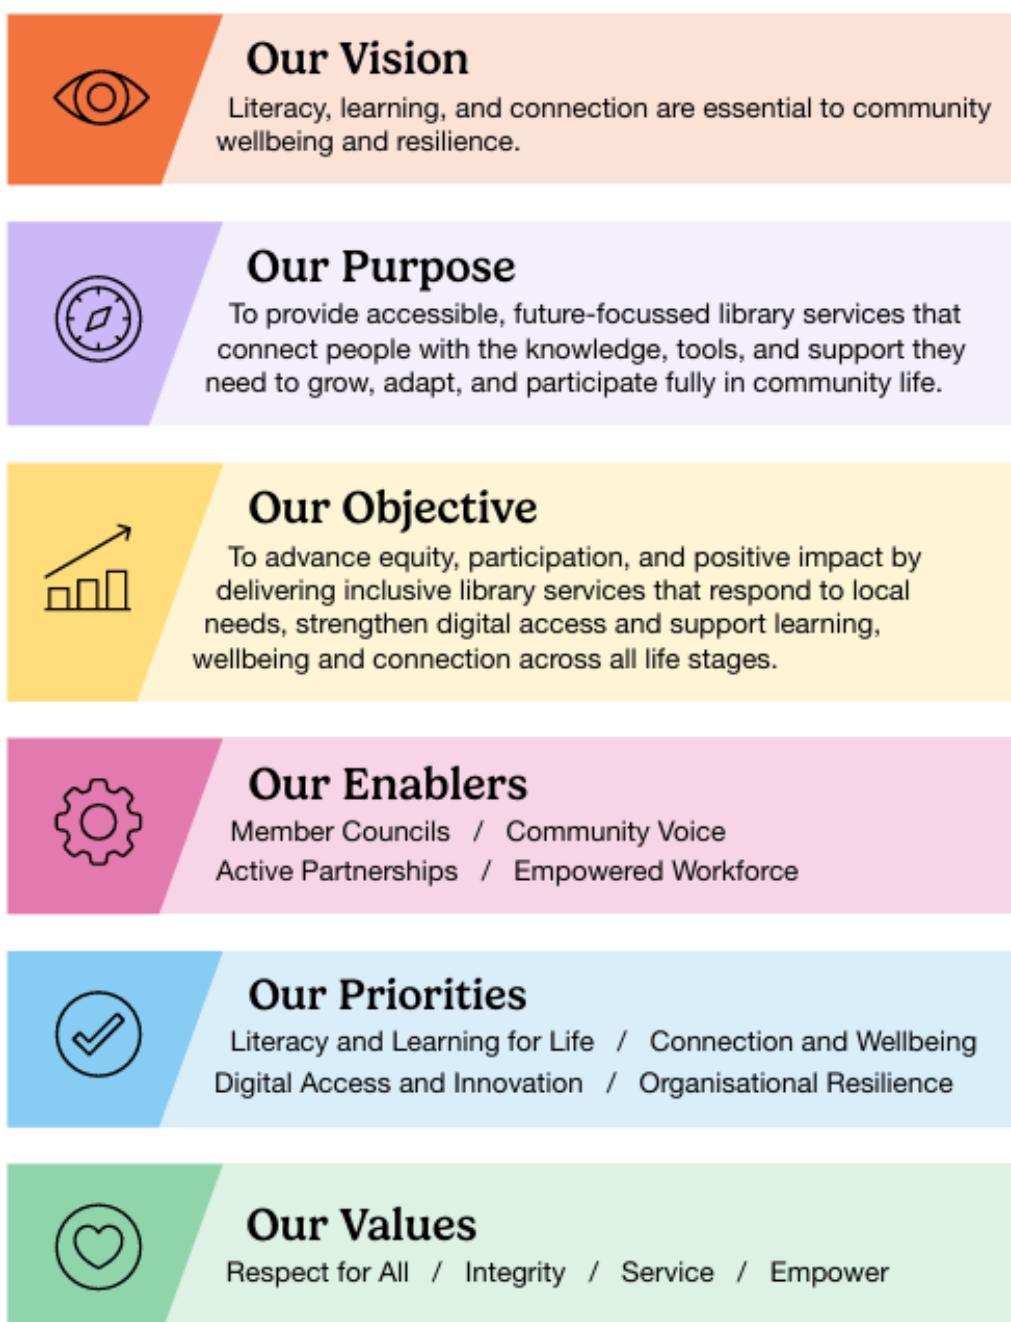 Our Vision
Literacy, learning, and connection are essential to community
wellbeing and resilience.
Our Purpose
To provide accessible, future-focussed library services that
connect people with the knowledge, tools, and support they
need to grow, adapt, and participate fully in community life.
Our Objective
To advance equity, participation, and positive impact by
delivering inclusive library services that respond to local
needs, strengthen digital access and support learning,
wellbeing and connection across all life stages.
Our Enablers
Member Councils / Community Voice
Active Partnerships / Empowered Workforce
Our Priorities
Literacy and Learning for Life / Connection and Wellbeing
Digital Access and Innovation / Organisational Resilience
Our Values
Respect for All / Integrity / Service / Empower